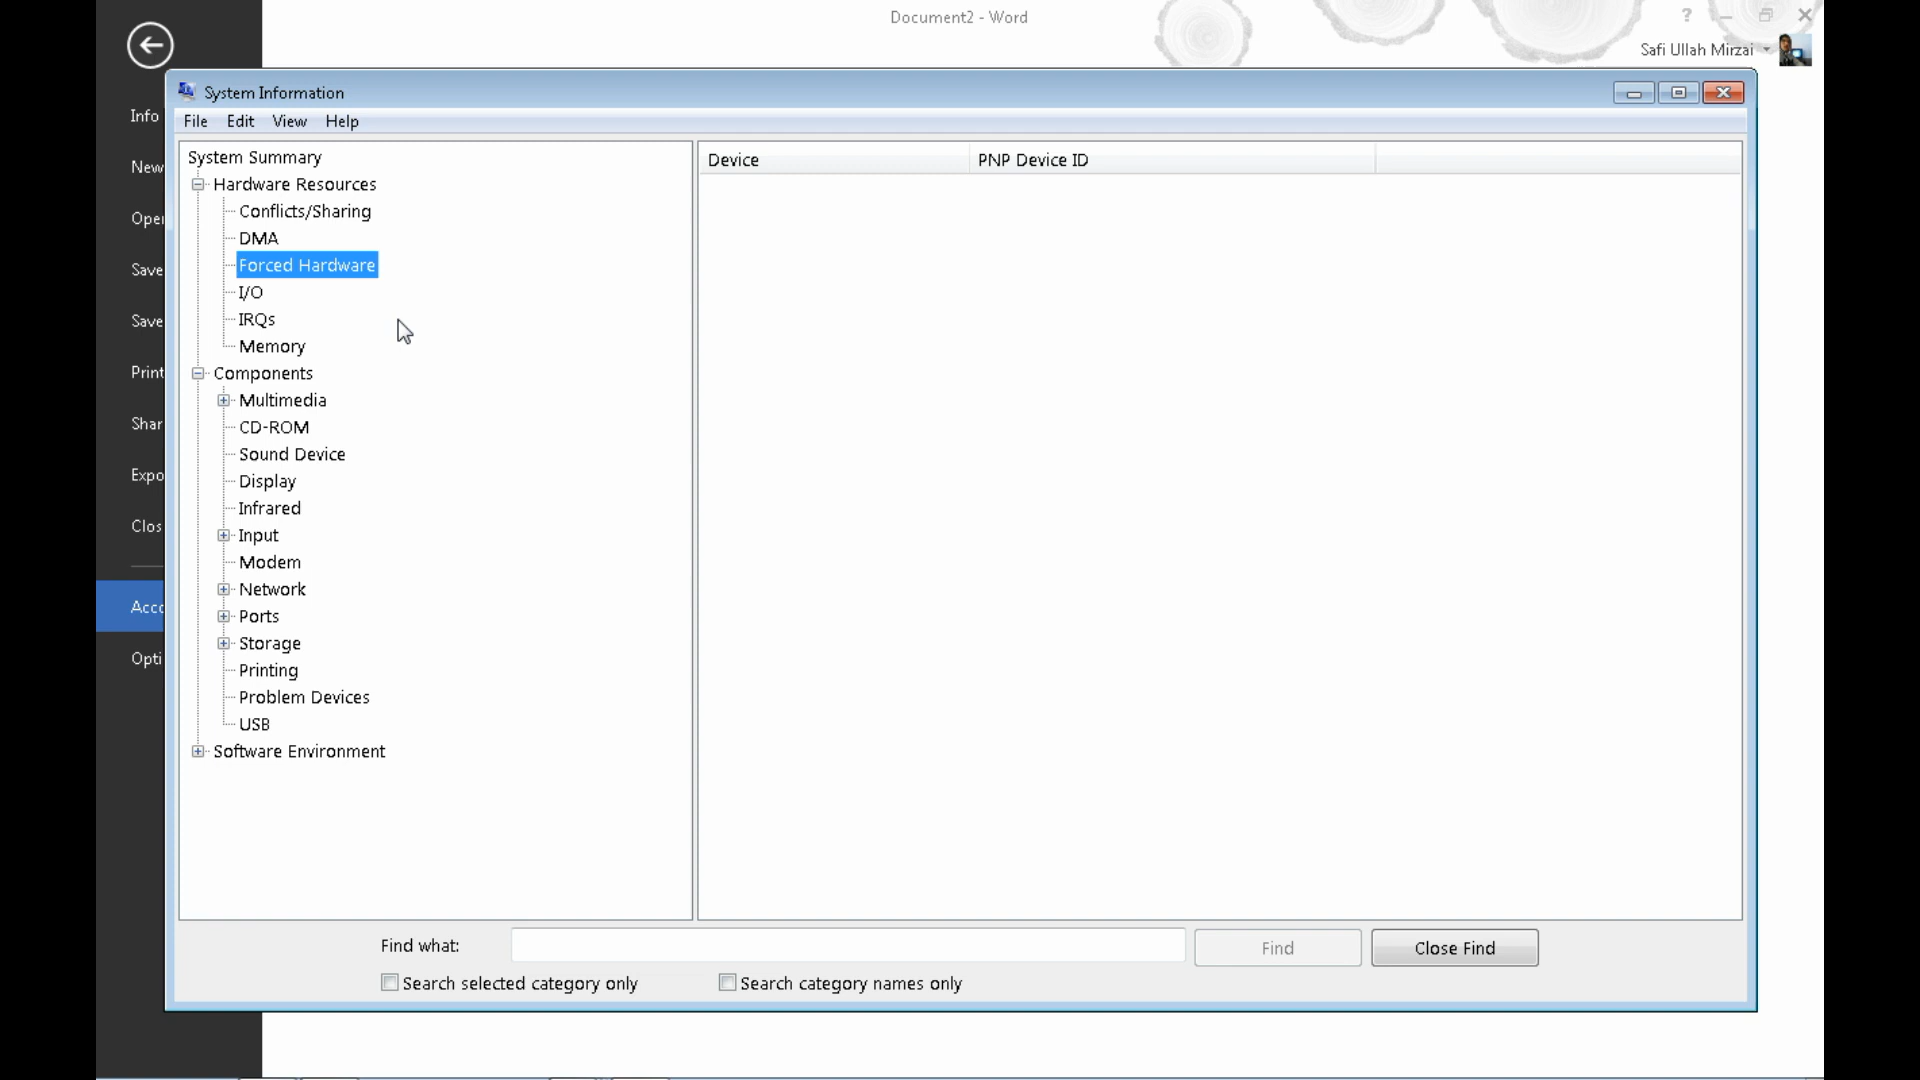 Document2 - Word
?
Safi Ullah Mirzai
Info
New
Open
Save
Save
Print
Shar
Expo
Clos
Acco
Opti
System Information
File Edit View Help
System Summary
Hardware Resources
Conflicts/Sharing
DMA
Forced Hardware
I/O
IRQs
Memory
Components
Multimedia
CD-ROM
Sound Device
Display
Infrared
Input
Modem
Network
Ports
Storage
Printing
Problem Devices
USB
Software Environment
Device PNP Device ID
Find what: Find Close Find
Search selected category only Search category names only